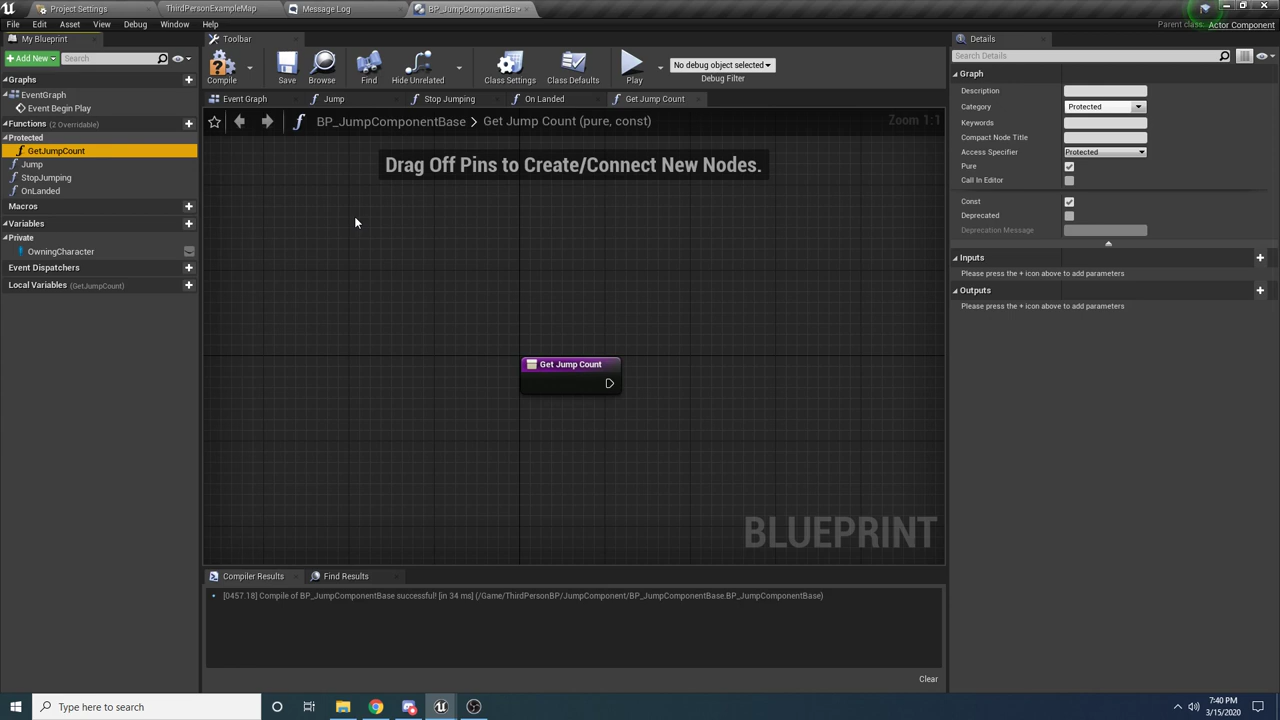 Project Settings
ThirdPersonExampleMap
Message Log
BP_JumpComponentBase*
File
Edit
Asset
View
Debug
Window
Help
Parent class: Actor Component
My Blueprint
Toolbar
Details
Add New
Search
Search Details
Compile
Save
Browse
Find
Hide Unrelated
Class Settings
Class Defaults
Play
No debug object selected
Debug Filter
Graphs
EventGraph
Event Begin Play
Functions (2 Overridable)
Protected
GetJumpCount
Jump
StopJumping
OnLanded
Macros
Variables
Private
OwningCharacter
Event Dispatchers
Local Variables (GetJumpCount)
Event Graph
Jump
Stop Jumping
On Landed
Get Jump Count
BP_JumpComponentBase > Get Jump Count (pure, const)
Zoom 1:1
Drag Off Pins to Create/Connect New Nodes.
Get Jump Count
BLUEPRINT
Graph
Description
Category Protected
Keywords
Compact Node Title
Access Specifier Protected
Pure
Call In Editor
Const
Deprecated
Deprecation Message
Inputs
Please press the + icon above to add parameters
Outputs
Please press the + icon above to add parameters
Compiler Results
Find Results
[0457.18] Compile of BP_JumpComponentBase successful! [in 34 ms] (/Game/ThirdPersonBP/JumpComponent/BP_JumpComponentBase.BP_JumpComponentBase)
Clear
Type here to search
7:40 PM
3/15/2020